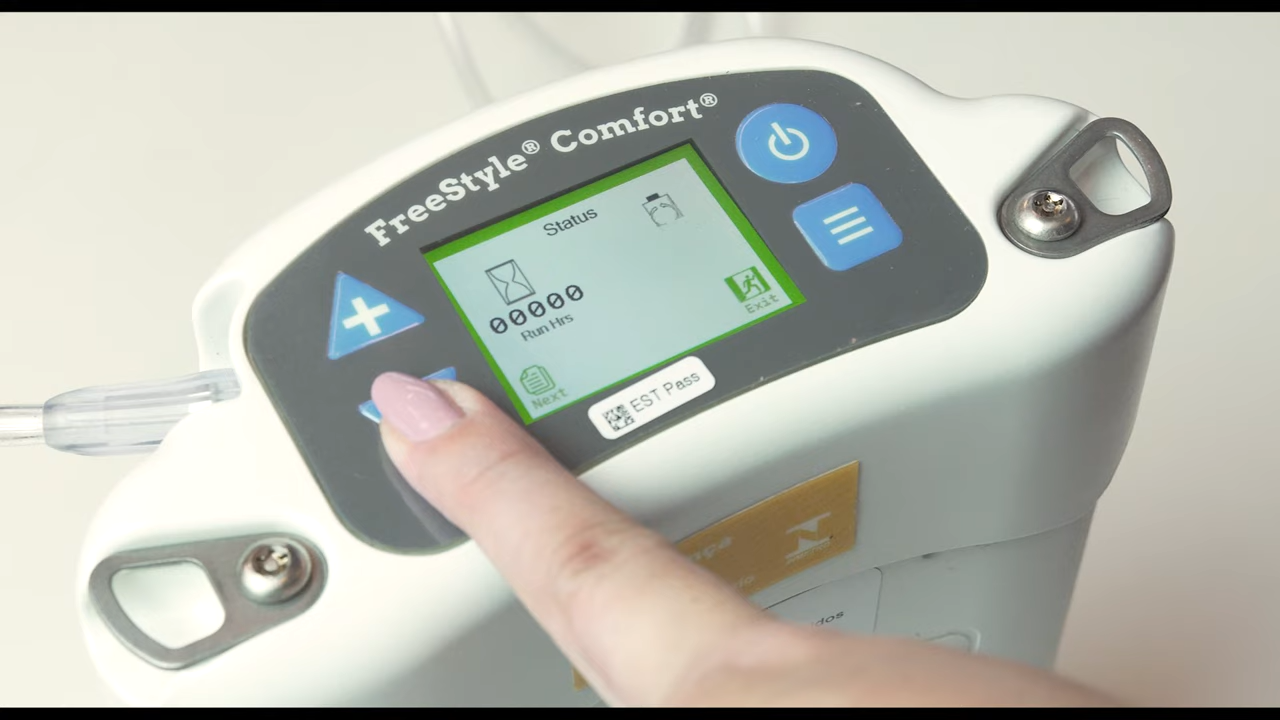 FreeStyle® Comfort®
Status
00000
Run Hrs
Exit
Next
EST Pass